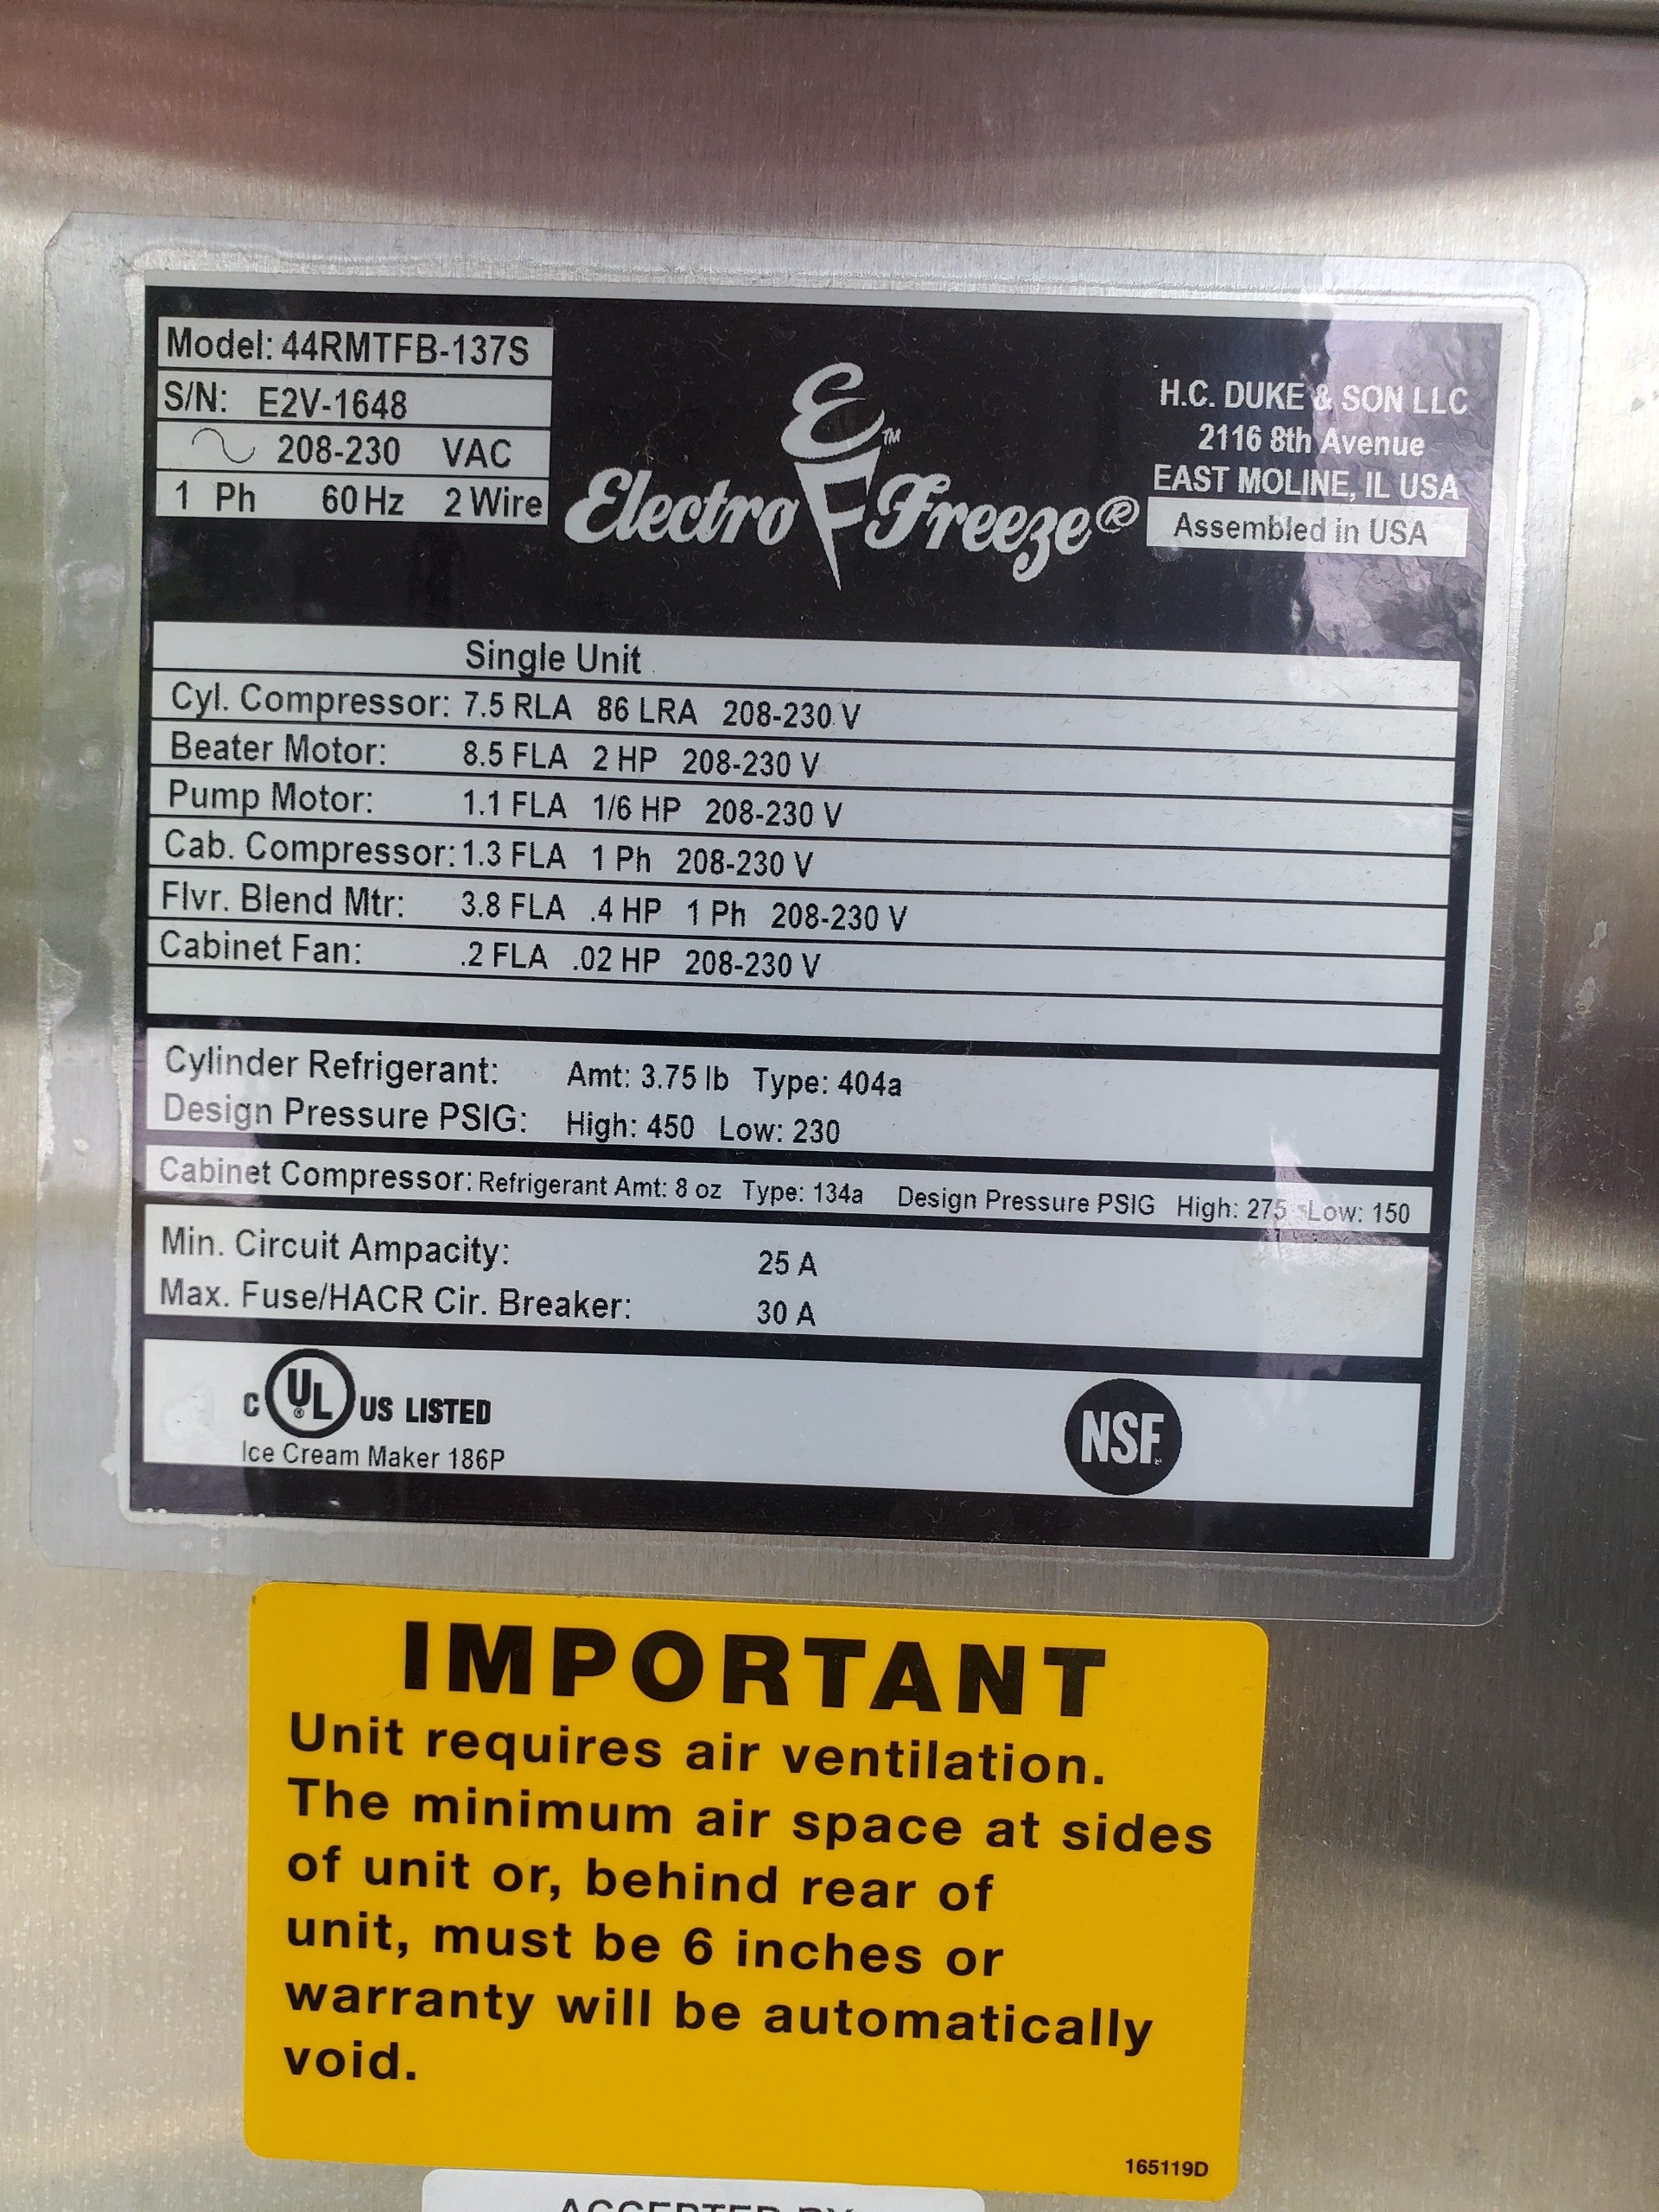 Model: 44RMTFB-137S
S/N: E2V-1648
208-230 VAC
1 Ph 60 Hz 2 Wire
E F ™
Electro Freeze®
H.C. DUKE & SON LLC
2116 8th Avenue
EAST MOLINE, IL USA
Assembled in USA
Single Unit
Cyl. Compressor: 7.5 RLA 86 LRA 208-230 V
Beater Motor: 8.5 FLA 2 HP 208-230 V
Pump Motor: 1.1 FLA 1/6 HP 208-230 V
Cab. Compressor: 1.3 FLA 1 Ph 208-230 V
Flvr. Blend Mtr: 3.8 FLA .4 HP 1 Ph 208-230 V
Cabinet Fan: .2 FLA .02 HP 208-230 V
Cylinder Refrigerant: Amt: 3.75 lb Type: 404a
Design Pressure PSIG: High: 450 Low: 230
Cabinet Compressor: Refrigerant Amt: 8 oz Type: 134a Design Pressure PSIG High: 275 Low: 150
Min. Circuit Ampacity: 25 A
Max. Fuse/HACR Cir. Breaker: 30 A
C UL® US LISTED
Ice Cream Maker 186P
NSF
IMPORTANT
Unit requires air ventilation.
The minimum air space at sides
of unit or, behind rear of
unit, must be 6 inches or
warranty will be automatically
void.
165119D
ACCEPTED BY